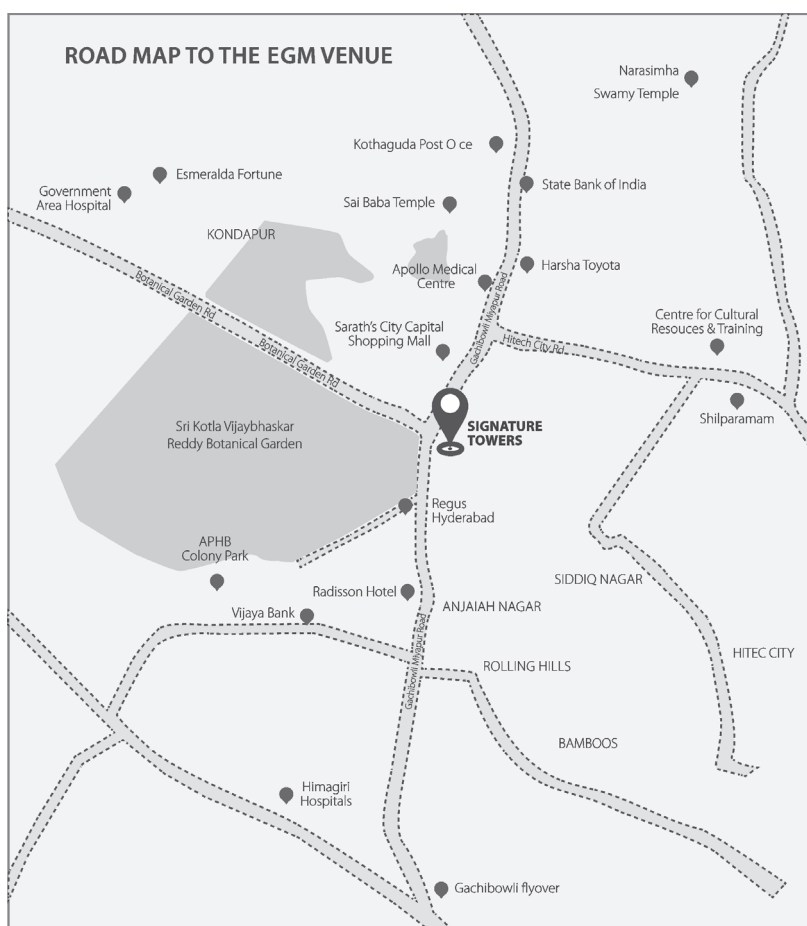 ROAD MAP TO THE EGM VENUE
Narasimha
Swamy Temple
Kothaguda Post O ce
Esmeralda Fortune
State Bank of India
Government
Area Hospital
Sai Baba Temple
KONDAPUR
Harsha Toyota
Apollo Medical
Centre
Botanical Garden Rd
Gachibowli Miyapur Road
Centre for Cultural
Resouces & Training
Sarath's City Capital
Shopping Mall
Hitech City Rd
Botanical Garden Rd
Shilparamam
SIGNATURE
TOWERS
Sri Kotla Vijaybhaskar
Reddy Botanical Garden
Regus
Hyderabad
APHB
Colony Park
SIDDIQ NAGAR
Radisson Hotel
ANJAIAH NAGAR
Vijaya Bank
Gachibowli Miyapur Road
HITEC CITY
ROLLING HILLS
BAMBOOS
Himagiri
Hospitals
Gachibowli flyover